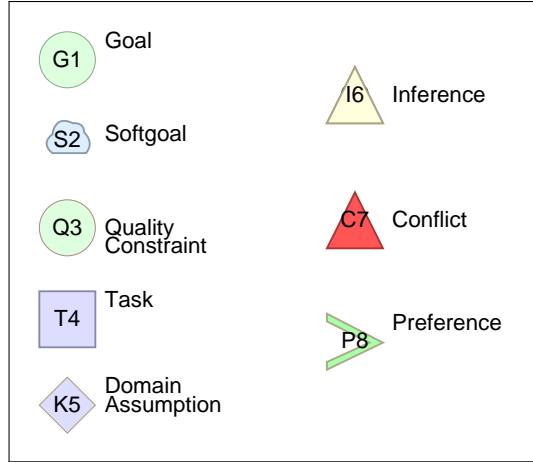 G1 Goal
S2 Softgoal
Q3 Quality
Constraint
T4 Task
K5 Domain
Assumption
I6 Inference
C7 Conflict
P8 Preference